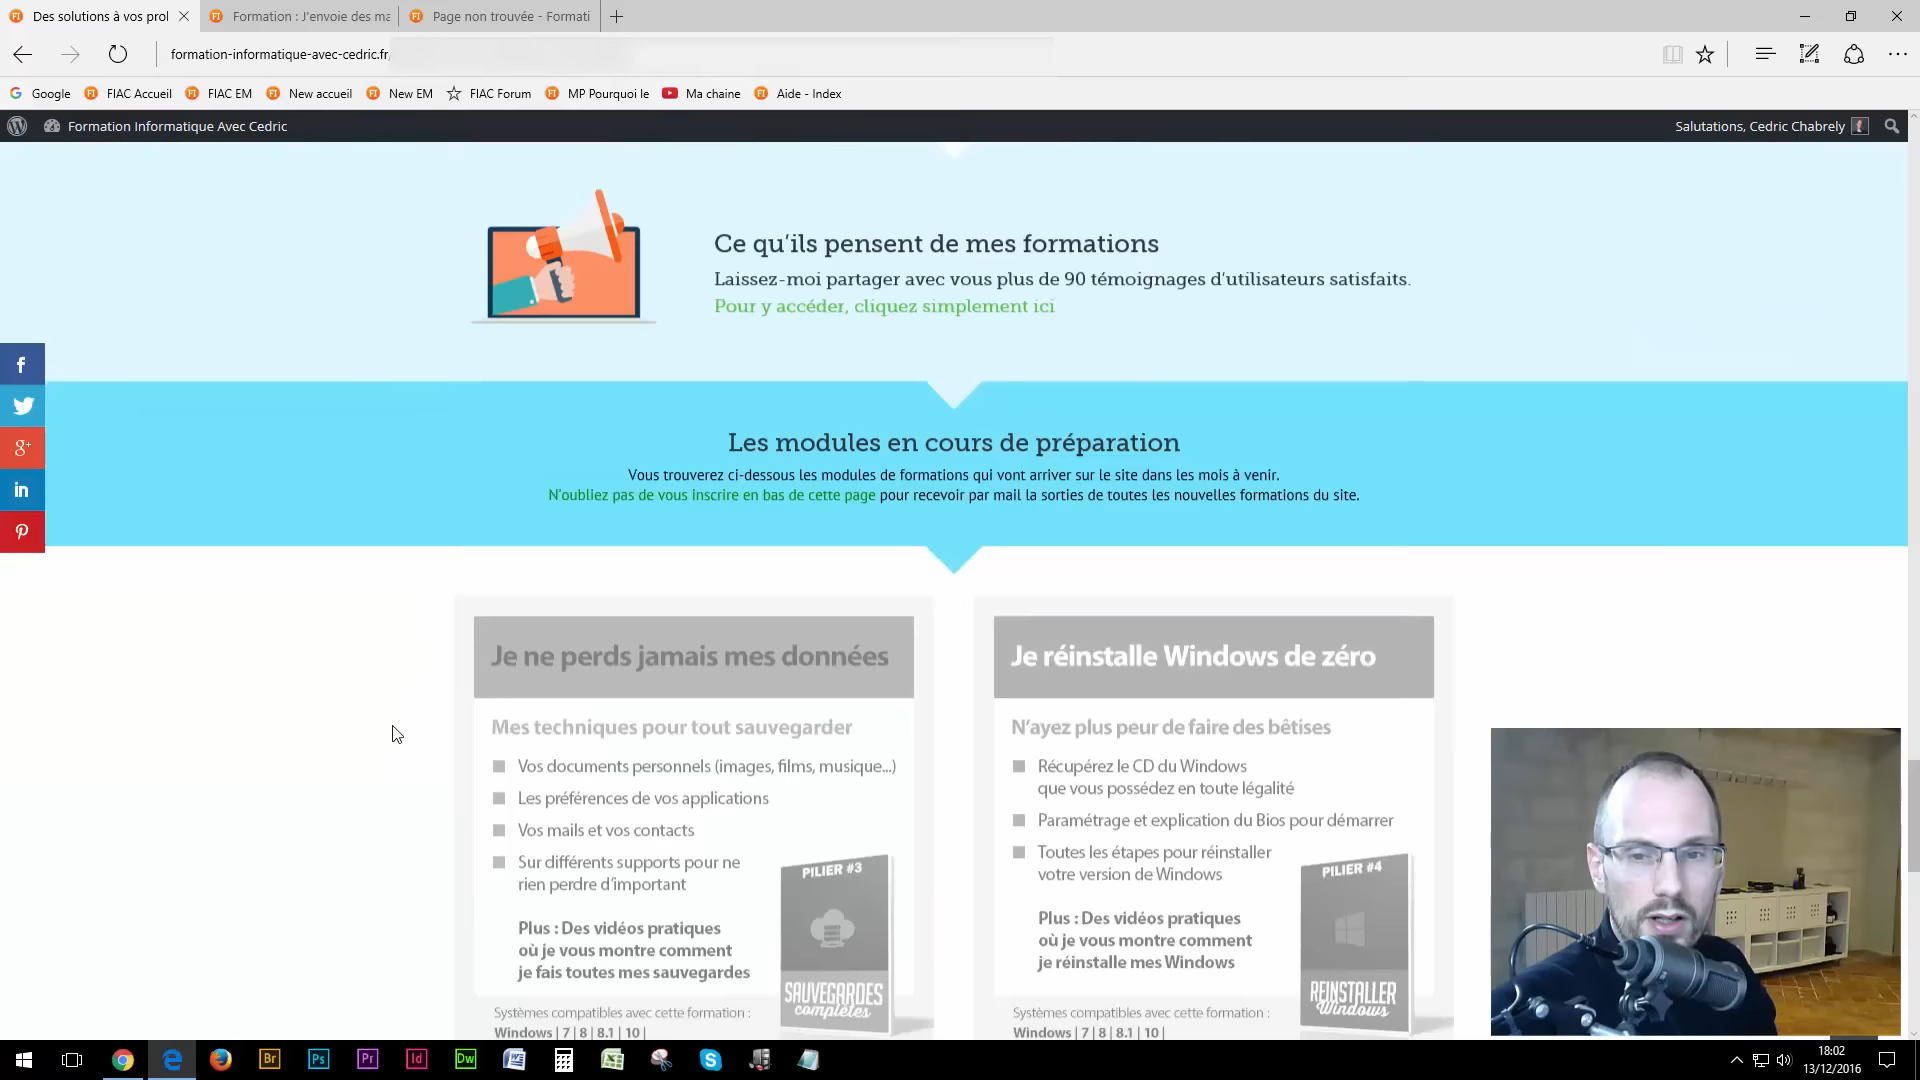 Des solutions à vos prol
Formation : J'envoie des ma
Page non trouvée - Formati
formation-informatique-avec-cedric.fr
Google
FIAC Accueil
FIAC EM
New accueil
New EM
FIAC Forum
MP Pourquoi le
Ma chaine
Aide - Index
Formation Informatique Avec Cedric
Salutations, Cedric Chabrely
Ce qu'ils pensent de mes formations
Laissez-moi partager avec vous plus de 90 témoignages d'utilisateurs satisfaits.
Pour y accéder, cliquez simplement ici
Les modules en cours de préparation
Vous trouverez ci-dessous les modules de formations qui vont arriver sur le site dans les mois à venir.
N'oubliez pas de vous inscrire en bas de cette page pour recevoir par mail la sorties de toutes les nouvelles formations du site.
Je ne perds jamais mes données
Mes techniques pour tout sauvegarder
Vos documents personnels (images, films, musique...)
Les préférences de vos applications
Vos mails et vos contacts
Sur différents supports pour ne
rien perdre d'important
Plus : Des vidéos pratiques
où je vous montre comment
je fais toutes mes sauvegardes
PILIER #3
SAUVEGARDES
complètes
Systèmes compatibles avec cette formation :
Windows | 7 | 8 | 8.1 | 10 |
Je réinstalle Windows de zéro
N'ayez plus peur de faire des bêtises
Récupérez le CD du Windows
que vous possédez en toute légalité
Paramétrage et explication du Bios pour démarrer
Toutes les étapes pour réinstaller
votre version de Windows
Plus : Des vidéos pratiques
où je vous montre comment
je réinstalle mes Windows
PILIER #4
REINSTALLER
Windows
Systèmes compatibles avec cette formation :
Windows | 7 | 8 | 8.1 | 10 |
Br
Ps
Pr
Id
Dw
18:02
13/12/2016